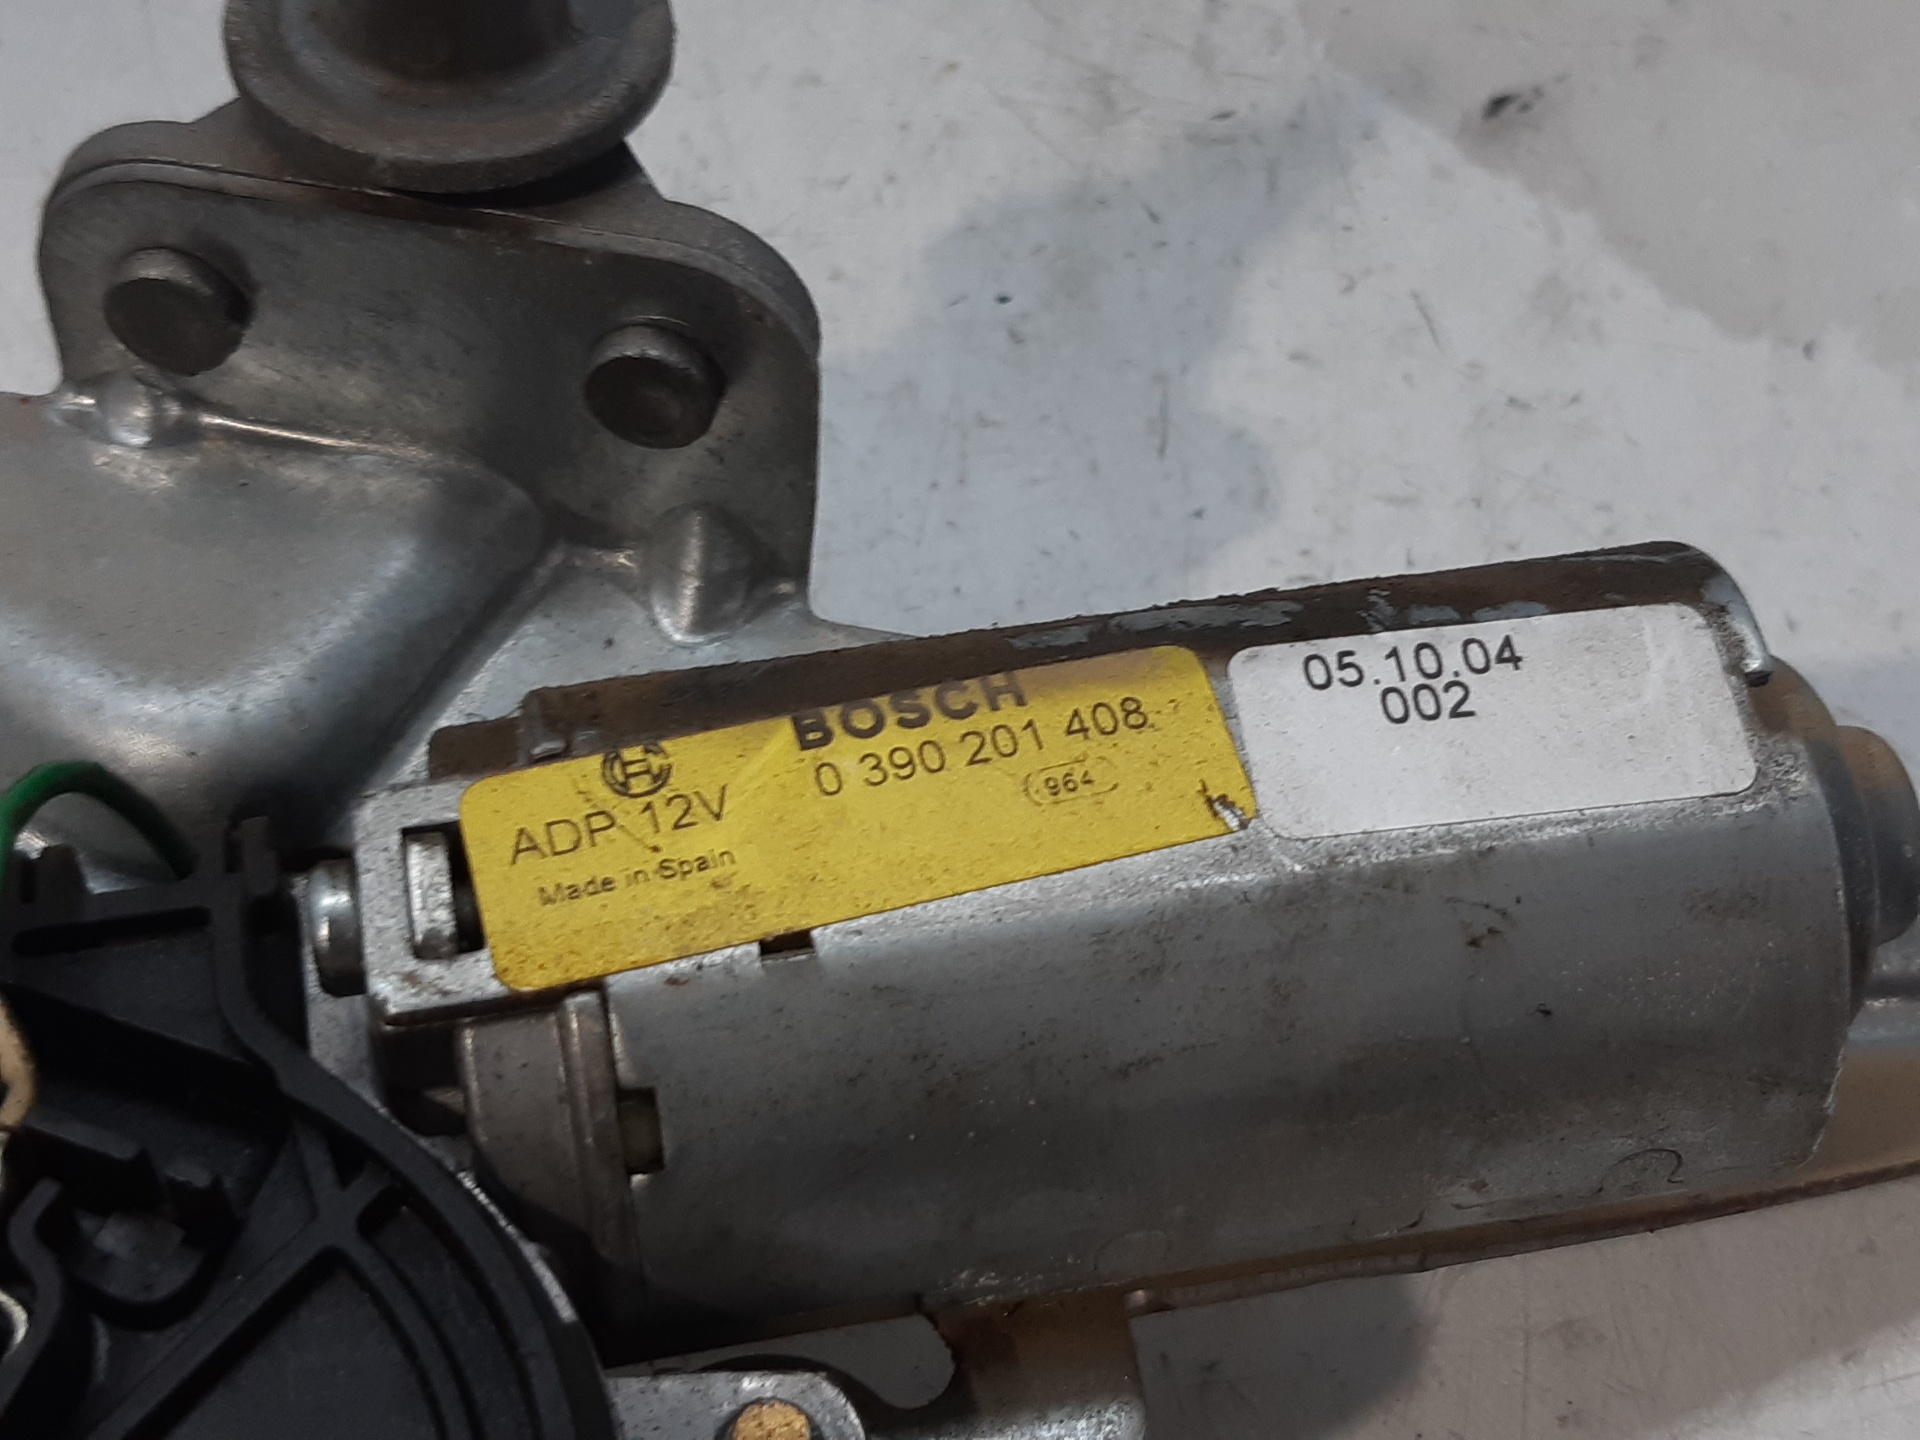 BOSCH
0 390 201 408
964
ADP 12V
Made in Spain
05.10.04
002